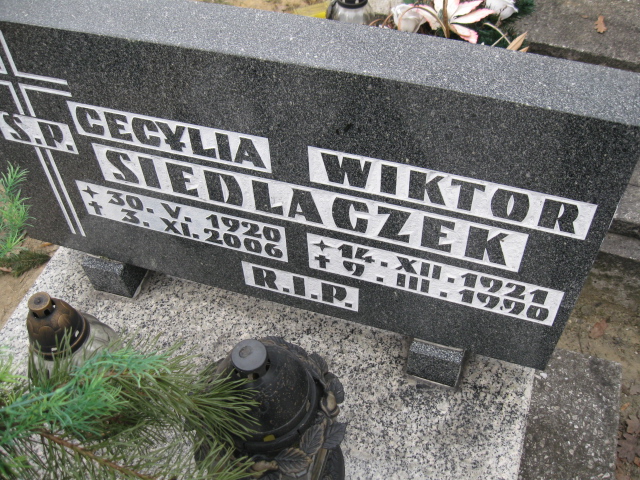 Ś.P.
CECYLIA WIKTOR
SIEDLACZEK
✦ 30. V. 1920 ✦ 14. XII. 1921
✝ 3. XI. 2006 ✝ 9. III. 1990
R.I.P.